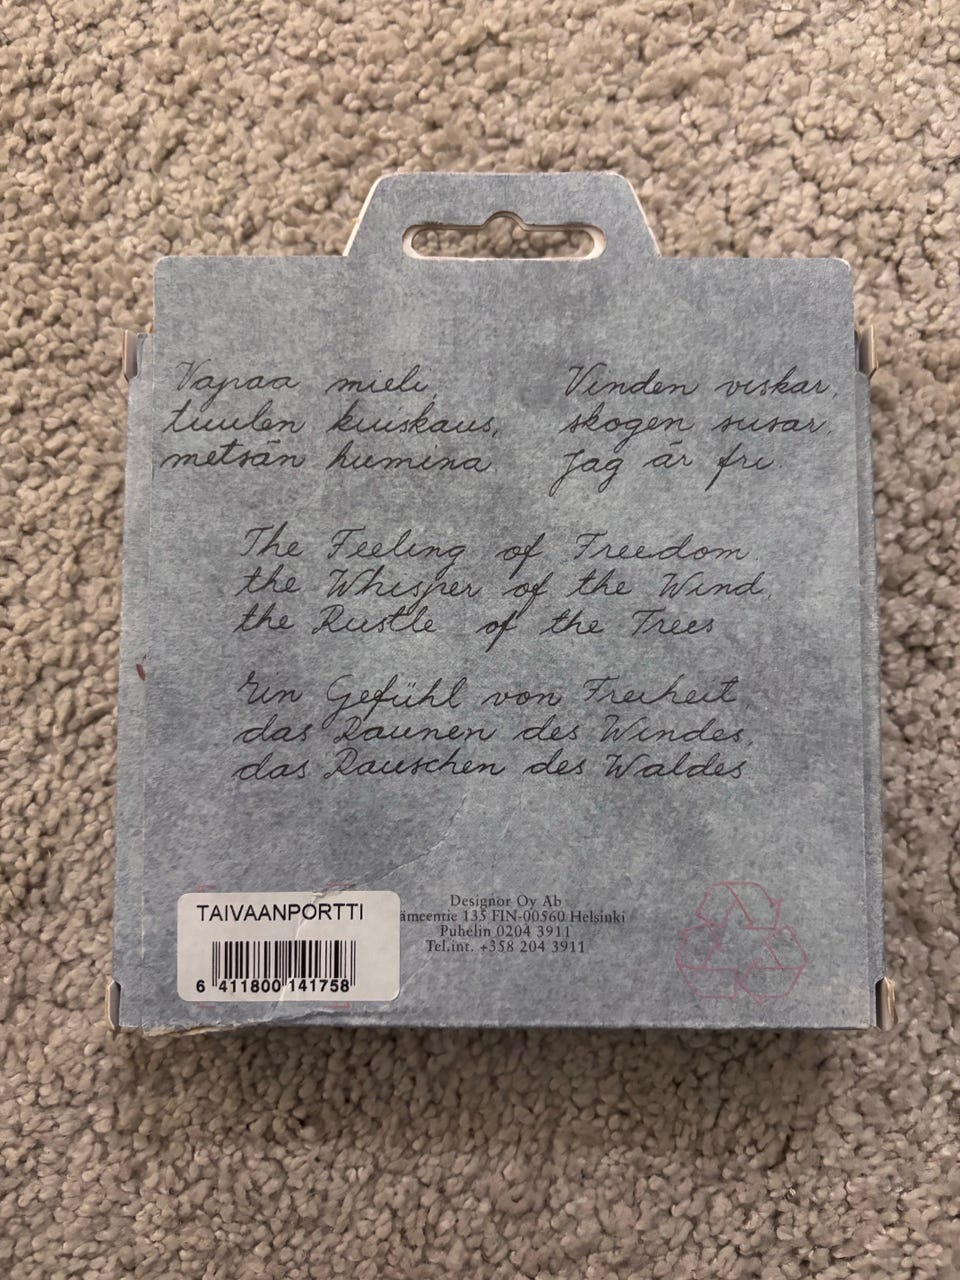 Vapaa mieli,
tuulen kuiskaus,
metsän humina
Vinden viskar,
skogen susar,
jag är fri.
The Feeling of Freedom,
the Whisper of the Wind,
the Rustle of the Trees
Ein Gefühl von Freiheit,
das Raunen des Windes,
das Rauschen des Waldes
TAIVAANPORTTI
6 411800 141758
Designor Oy Ab
ämeentie 135 FIN-00560 Helsinki
Puhelin 0204 3911
Tel.int. +358 204 3911